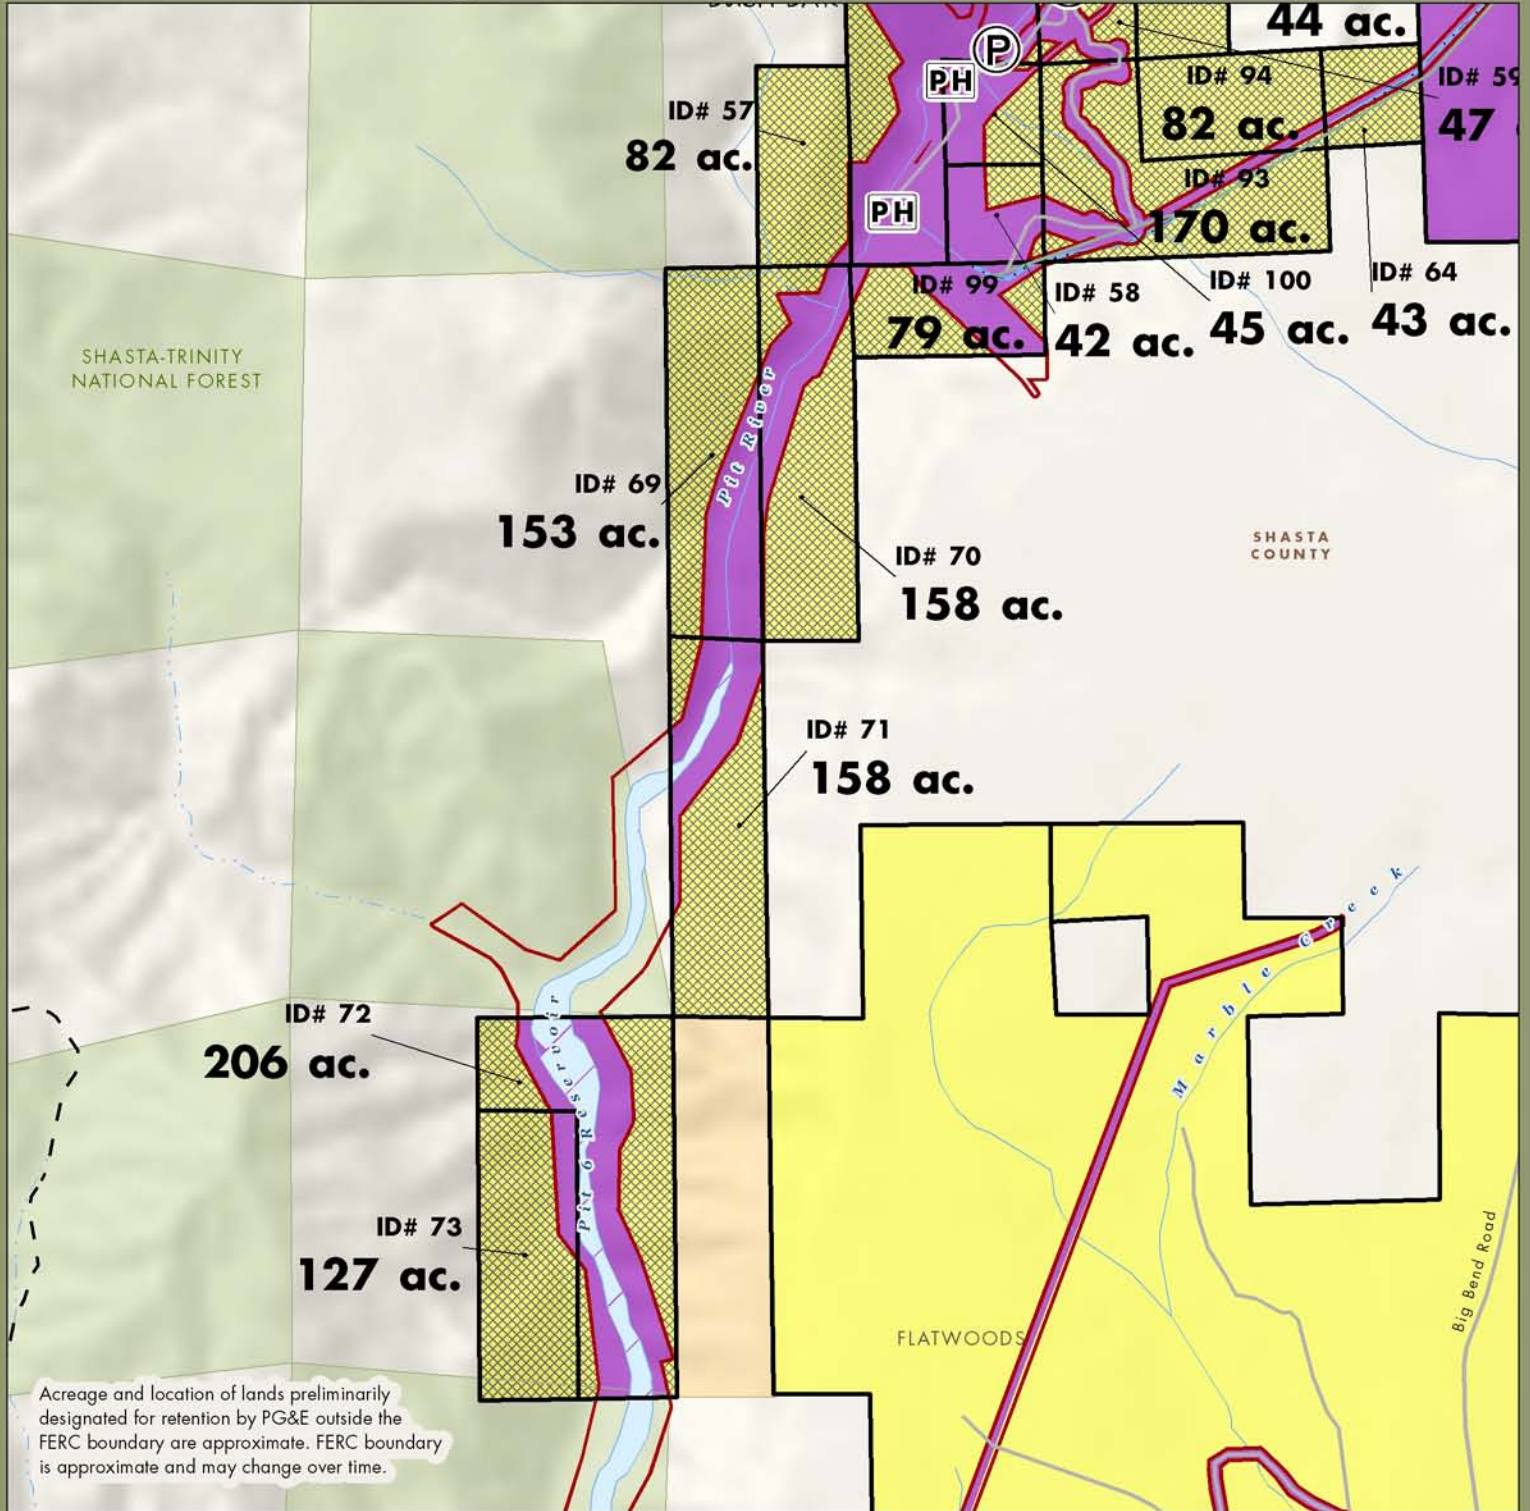 44 ac.
P
PH
ID# 94
82 ac.
ID# 59
47
ID# 57
82 ac.
ID# 93
170 ac.
PH
ID# 99
79 ac.
ID# 58
42 ac.
ID# 100
45 ac.
ID# 64
43 ac.
SHASTA-TRINITY
NATIONAL FOREST
Pit River
ID# 69
153 ac.
SHASTA
COUNTY
ID# 70
158 ac.
ID# 71
158 ac.
Marble Creek
ID# 72
206 ac.
Pit 6 Reservoir
ID# 73
127 ac.
Big Bend Road
FLATWOODS
Acreage and location of lands preliminarily
designated for retention by PG&E outside the
FERC boundary are approximate. FERC boundary
is approximate and may change over time.